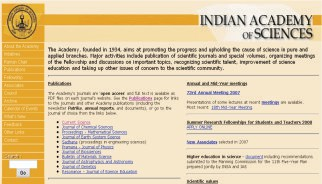 INDIAN ACADEMY
OF SCIENCES
The Academy, founded in 1934, aims at promoting the progress and upholding the cause of science in pure and
applied branches. Major activities include publication of scientific journals and special volumes, organizing meetings
of the Fellowship and discussions on important topics, recognizing scientific talent, improvement of science
education and taking up other issues of concern to the scientific community.
About the Academy
Publications
The Academy's journals are open access and full text is available as
PDF files on each journal's website. See the Publications page for links
to the journals and other Academy publications (including the
newsletter Patrika, annual reports, and documents), or go to the
journal of choice from the links below.
Current Science
Journal of Chemical Sciences
Proceedings - Mathematical Sciences
Journal of Earth System Science
Sadhana (proceedings in engineering sciences)
Pramana - Journal of Physics
Journal of Biosciences
Bulletin of Materials Science
Journal of Astrophysics and Astronomy
Journal of Genetics
Resonance - Journal of Science Education
Annual and Mid-Year meetings
73rd Annual Meeting 2007
Presentations of some lectures at recent meetings are available.
Most recent: 18th Mid-Year Meeting
Summer Research Fellowship for Students and Teachers 2008
APPLY ONLINE
New Associates selected in 2007
Higher education in science - document including recommendations
submitted to the Planning Commission for the 11th Five-Year Plan
prepared jointly by INSA and IAS
Scientific values
Feedback
Other Links
Contact
Go